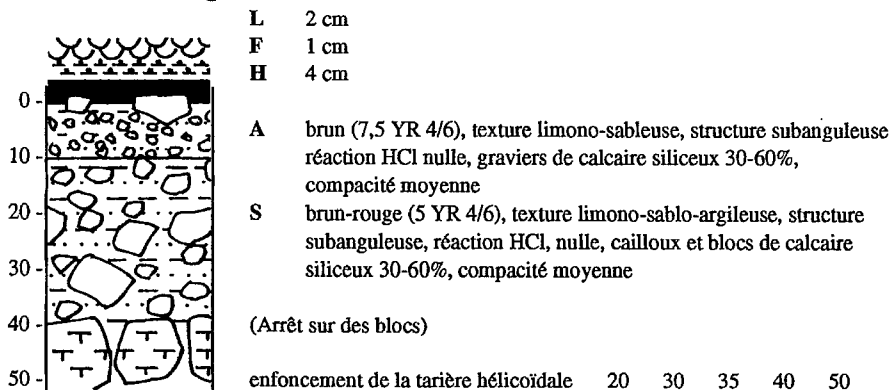 L 2 cm
F 1 cm
H 4 cm
0 -
A brun (7,5 YR 4/6), texture limono-sableuse, structure subanguleuse
réaction HCl nulle, graviers de calcaire siliceux 30-60%,
10 -
compacité moyenne
20 -
S brun-rouge (5 YR 4/6), texture limono-sablo-argileuse, structure
subanguleuse, réaction HCl, nulle, cailloux et blocs de calcaire
30 -
siliceux 30-60%, compacité moyenne
40 -
(Arrêt sur des blocs)
50 -
enfoncement de la tarière hélicoïdale 20 30 35 40 50